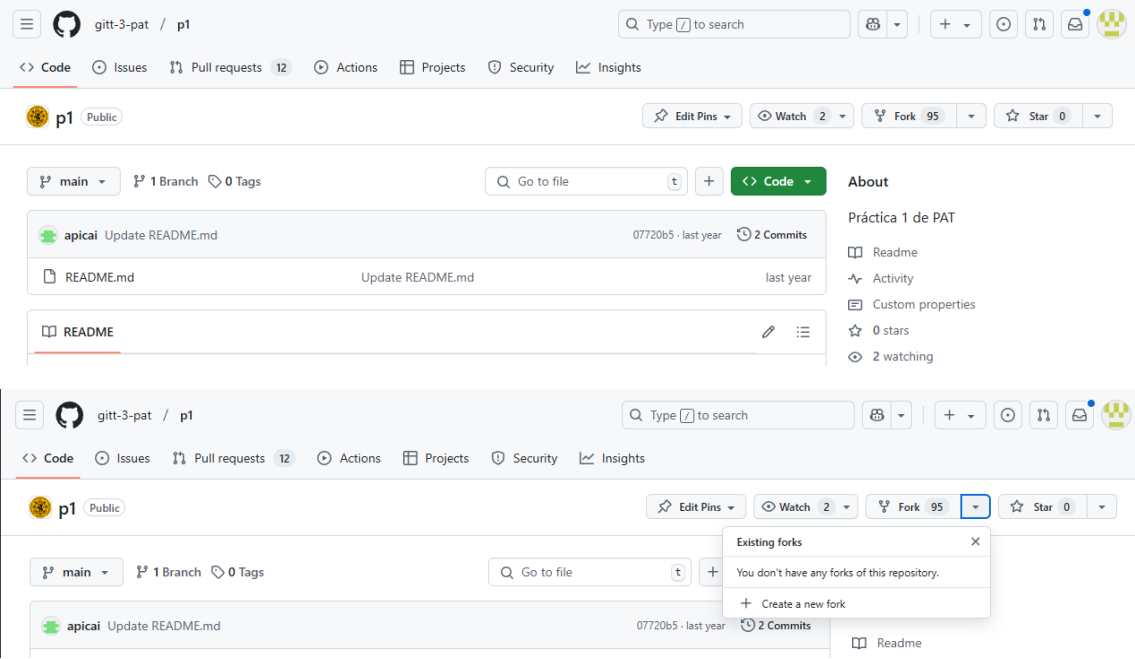 gitt-3-pat / p1 Type / to search
Code Issues Pull requests 12 Actions Projects Security Insights
p1 Public Edit Pins Watch 2 Fork 95 Star 0
main 1 Branch 0 Tags Go to file t Code About
Práctica 1 de PAT
apicai Update README.md 07720b5 · last year 2 Commits
Readme
README.md Update README.md last year
Activity
Custom properties
README
0 stars
2 watching
gitt-3-pat / p1 Type / to search
Code Issues Pull requests 12 Actions Projects Security Insights
p1 Public Edit Pins Watch 2 Fork 95 Star 0
Existing forks
main 1 Branch 0 Tags Go to file t
You don't have any forks of this repository.
Create a new fork
apicai Update README.md 07720b5 · last year 2 Commits
Readme